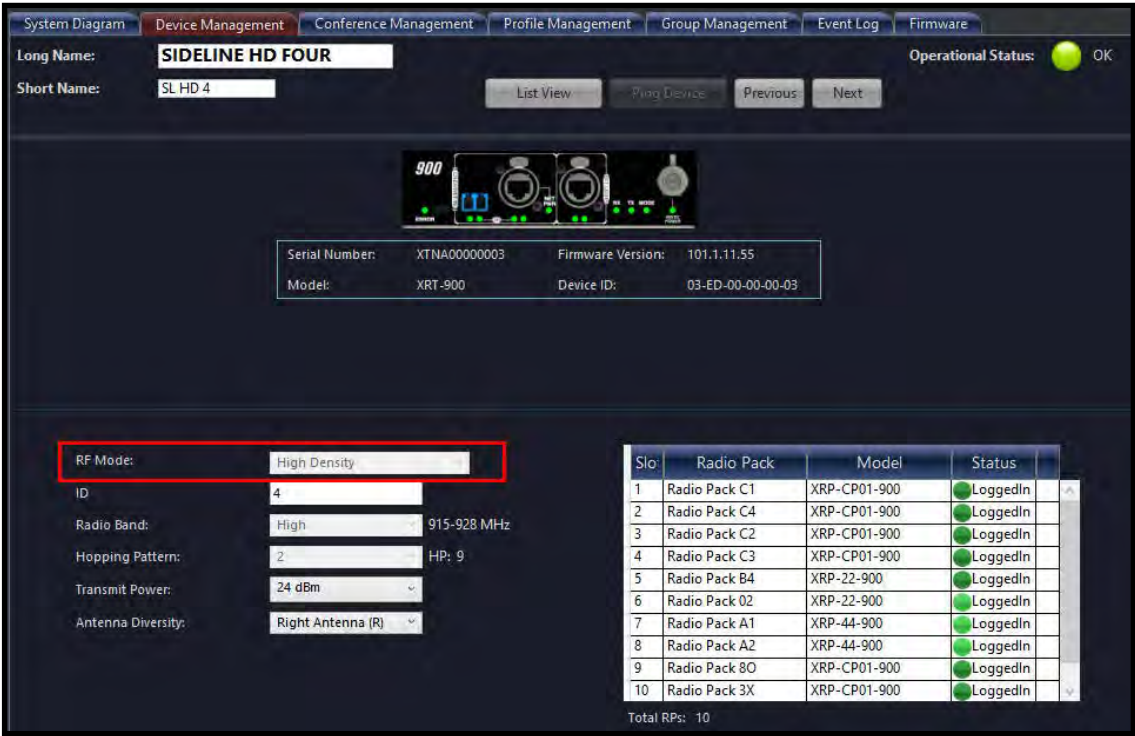 System Diagram Device Management Conference Management Profile Management Group Management Event Log Firmware
Long Name: SIDELINE HD FOUR Operational Status: OK
Short Name: SL HD 4 List View Ping Device Previous Next
900
RX TX MODE
ERROR
Serial Number: XTNA00000003 Firmware Version: 101.1.11.55
Model: XRT-900 Device ID: 03-ED-00-00-00-03
RF Mode: High Density
ID 4
Radio Band: High 915-928 MHz
Hopping Pattern: 2 HP: 9
Transmit Power: 24 dBm
Antenna Diversity: Right Antenna (R)
Slo Radio Pack Model Status
1 Radio Pack C1 XRP-CP01-900 LoggedIn
2 Radio Pack C4 XRP-CP01-900 LoggedIn
3 Radio Pack C2 XRP-CP01-900 LoggedIn
4 Radio Pack C3 XRP-CP01-900 LoggedIn
5 Radio Pack B4 XRP-22-900 LoggedIn
6 Radio Pack 02 XRP-22-900 LoggedIn
7 Radio Pack A1 XRP-44-900 LoggedIn
8 Radio Pack A2 XRP-44-900 LoggedIn
9 Radio Pack 8O XRP-CP01-900 LoggedIn
10 Radio Pack 3X XRP-CP01-900 LoggedIn
Total RPs: 10